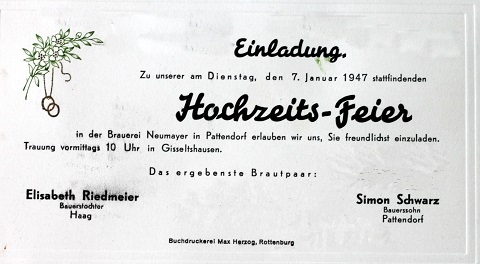 Einladung.
Zu unserer am Dienstag, den 7. Januar 1947 stattfindenden
Hochzeits-Feier
in der Brauerei Neumayer in Pattendorf erlauben wir uns, Sie freundlichst einzuladen.
Trauung vormittags 10 Uhr in Gisseltshausen.
Das ergebenste Brautpaar:
Elisabeth Riedmeier
Bauerstochter
Haag
Simon Schwarz
Bauerssohn
Pattendorf
Buchdruckerei Max Herzog, Rottenburg